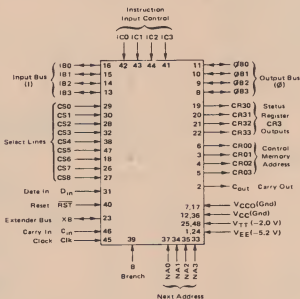 Instruction
Input Control
IC0 IC1 IC2 IC3
42 43 44 41
Input Bus
(I)
IB0 16
IB1 15
IB2 14
IB3 13
11 ØB0
10 ØB1
9 ØB2
8 ØB3
Output Bus
(Ø)
Select Lines
CS0 29
CS1 30
CS2 28
CS3 32
CS4 47
CS5 18
CS6 19
CS7 26
CS8 27
19 CR30
20 CR31
21 CR32
22 CR33
Status
Register
CR3
Outputs
6 CR00
3 CR01
4 CR02
5 CR03
Control
Memory
Address
2 Cout Carry Out
Data In Din 31
Reset RST 40
Extender Bus XB 23
Carry In Cin 46
Clock Clk 45
7,17 VCCO(Gnd)
12,36 VCC(Gnd)
25,48 VTT (−2.0 V)
1,24 VEE(−5.2 V)
39 37 34 35 33
B
Branch
NA0 NA1 NA2 NA3
Next Address